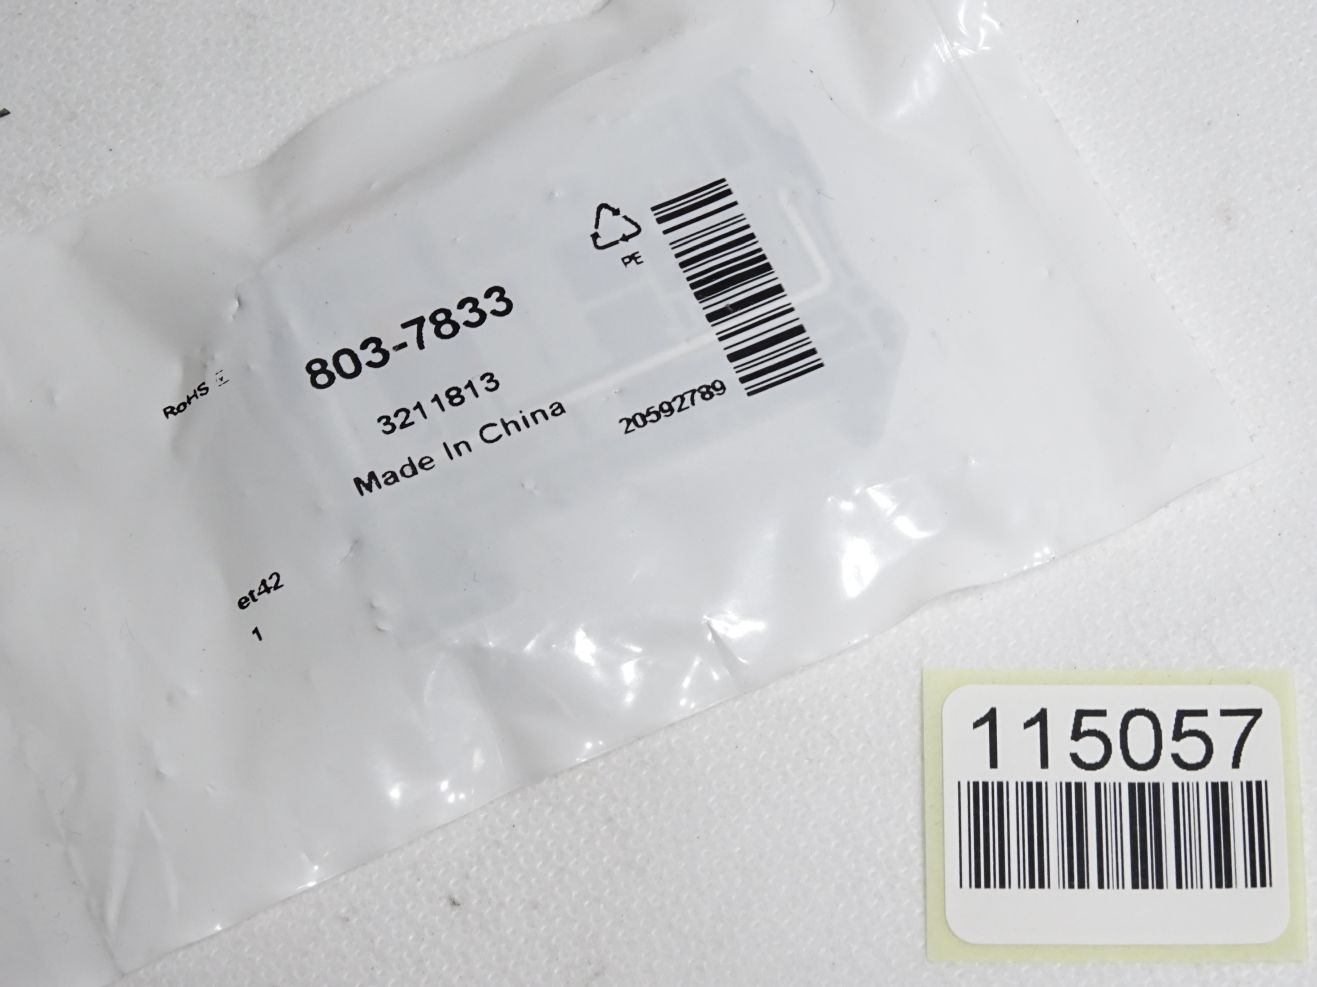 803-7833
3211813
Made In China
PE
20592789
RoHS
et42
1
115057